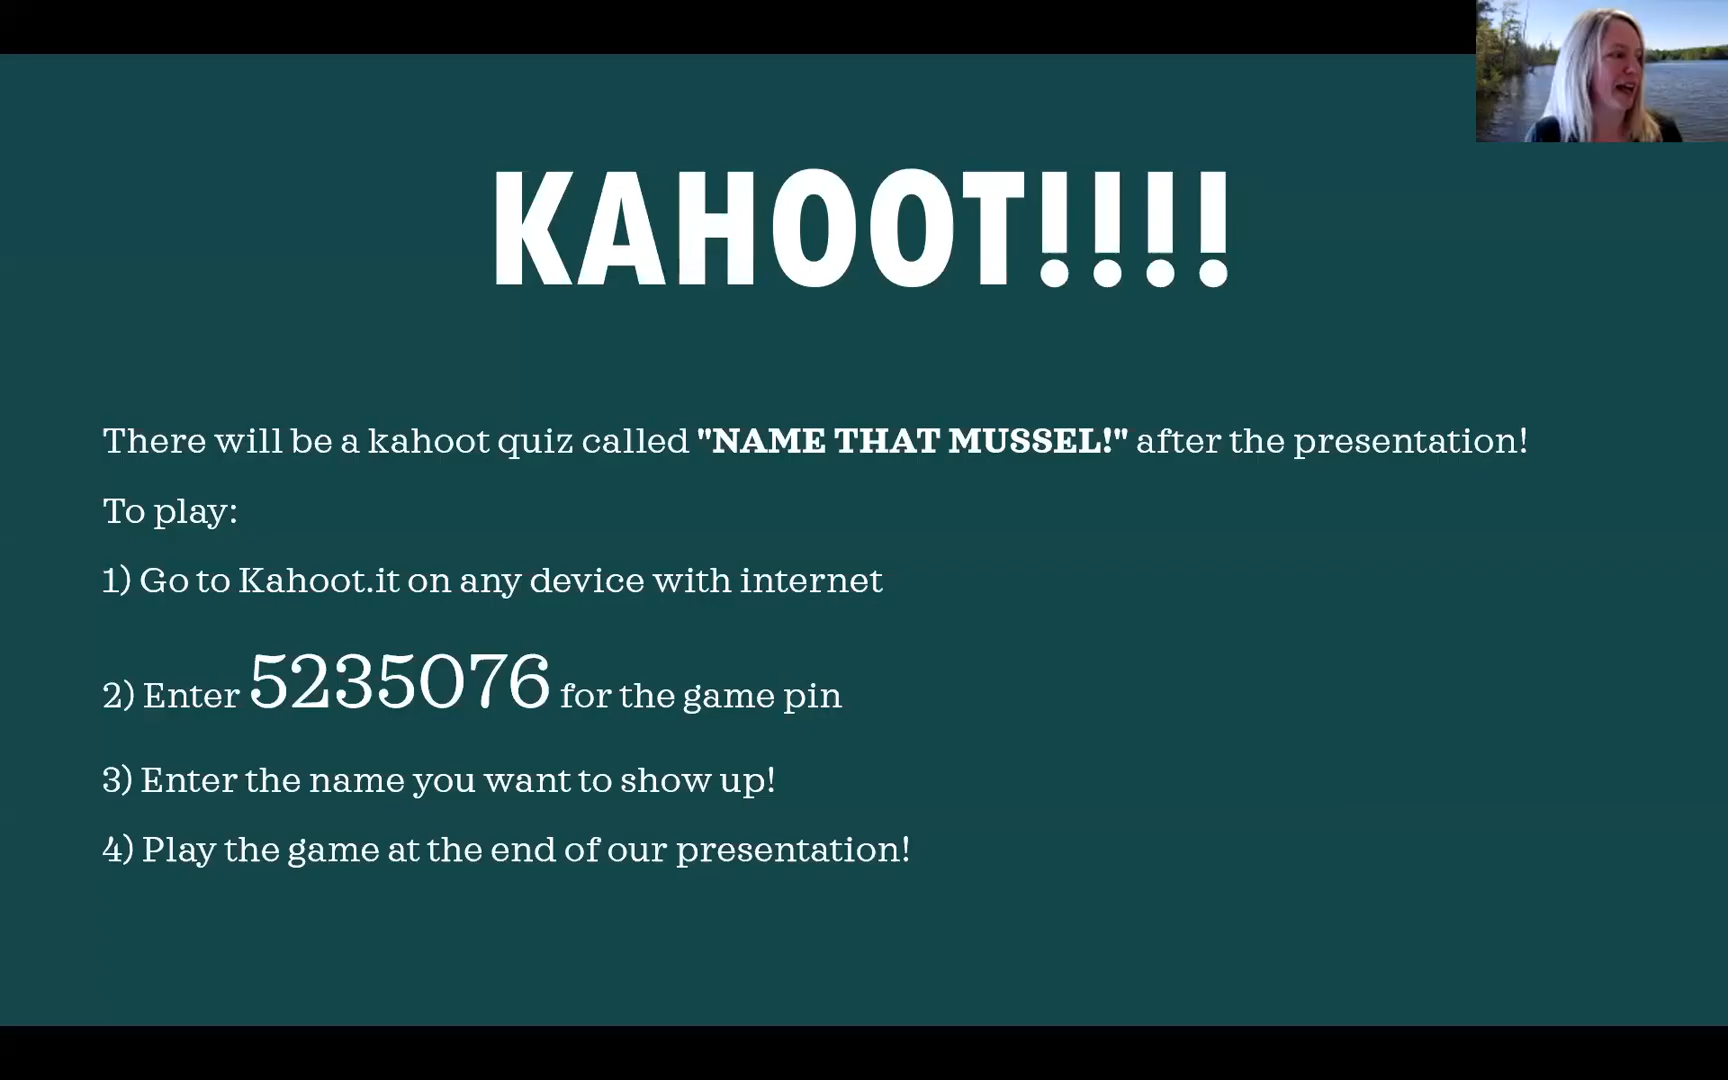 KAHOOT!!!!
There will be a kahoot quiz called "NAME THAT MUSSEL!" after the presentation!
To play:
1) Go to Kahoot.it on any device with internet
2) Enter 5235076 for the game pin
3) Enter the name you want to show up!
4) Play the game at the end of our presentation!